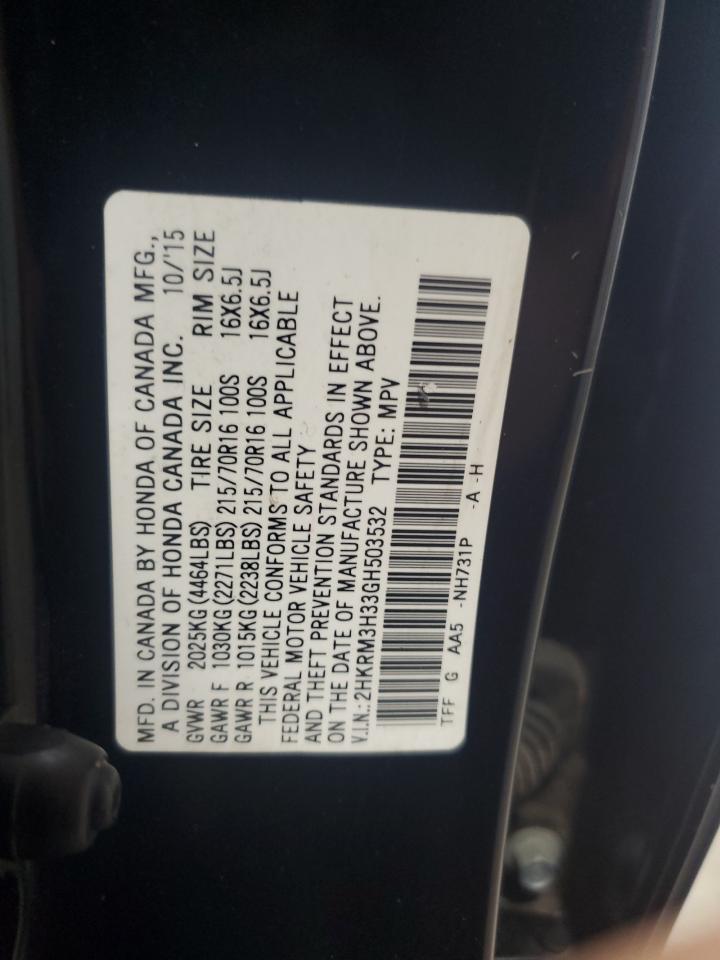 MFD. IN CANADA BY HONDA OF CANADA MFG.,
A DIVISION OF HONDA CANADA INC. 10/'15
GVWR 2025KG (4464LBS) TIRE SIZE RIM SIZE
GAWR F 1030KG (2271LBS) 215/70R16 100S 16X6.5J
GAWR R 1015KG (2238LBS) 215/70R16 100S 16X6.5J
THIS VEHICLE CONFORMS TO ALL APPLICABLE
FEDERAL MOTOR VEHICLE SAFETY
AND THEFT PREVENTION STANDARDS IN EFFECT
ON THE DATE OF MANUFACTURE SHOWN ABOVE.
V.I.N.: 2HKRM3H33GH503532 TYPE: MPV
TFF G AA5 -NH731P -A -H